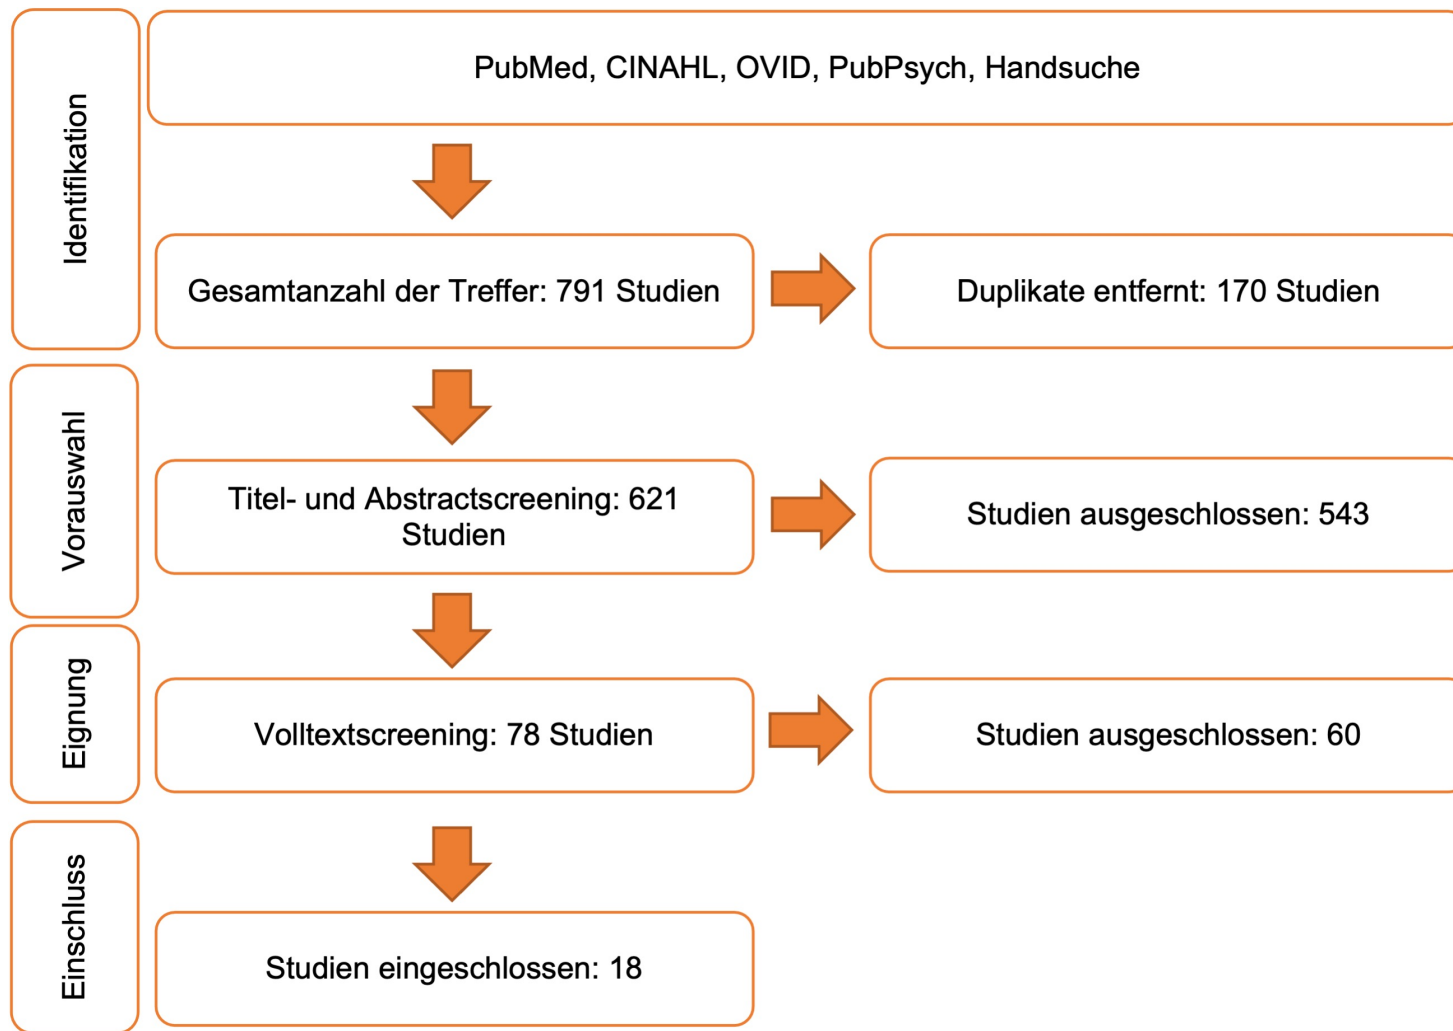 Identifikation
PubMed, CINAHL, OVID, PubPsych, Handsuche
Gesamtanzahl der Treffer: 791 Studien
Duplikate entfernt: 170 Studien
Vorauswahl
Titel- und Abstractscreening: 621
Studien
Studien ausgeschlossen: 543
Eignung
Volltextscreening: 78 Studien
Studien ausgeschlossen: 60
Einschluss
Studien eingeschlossen: 18